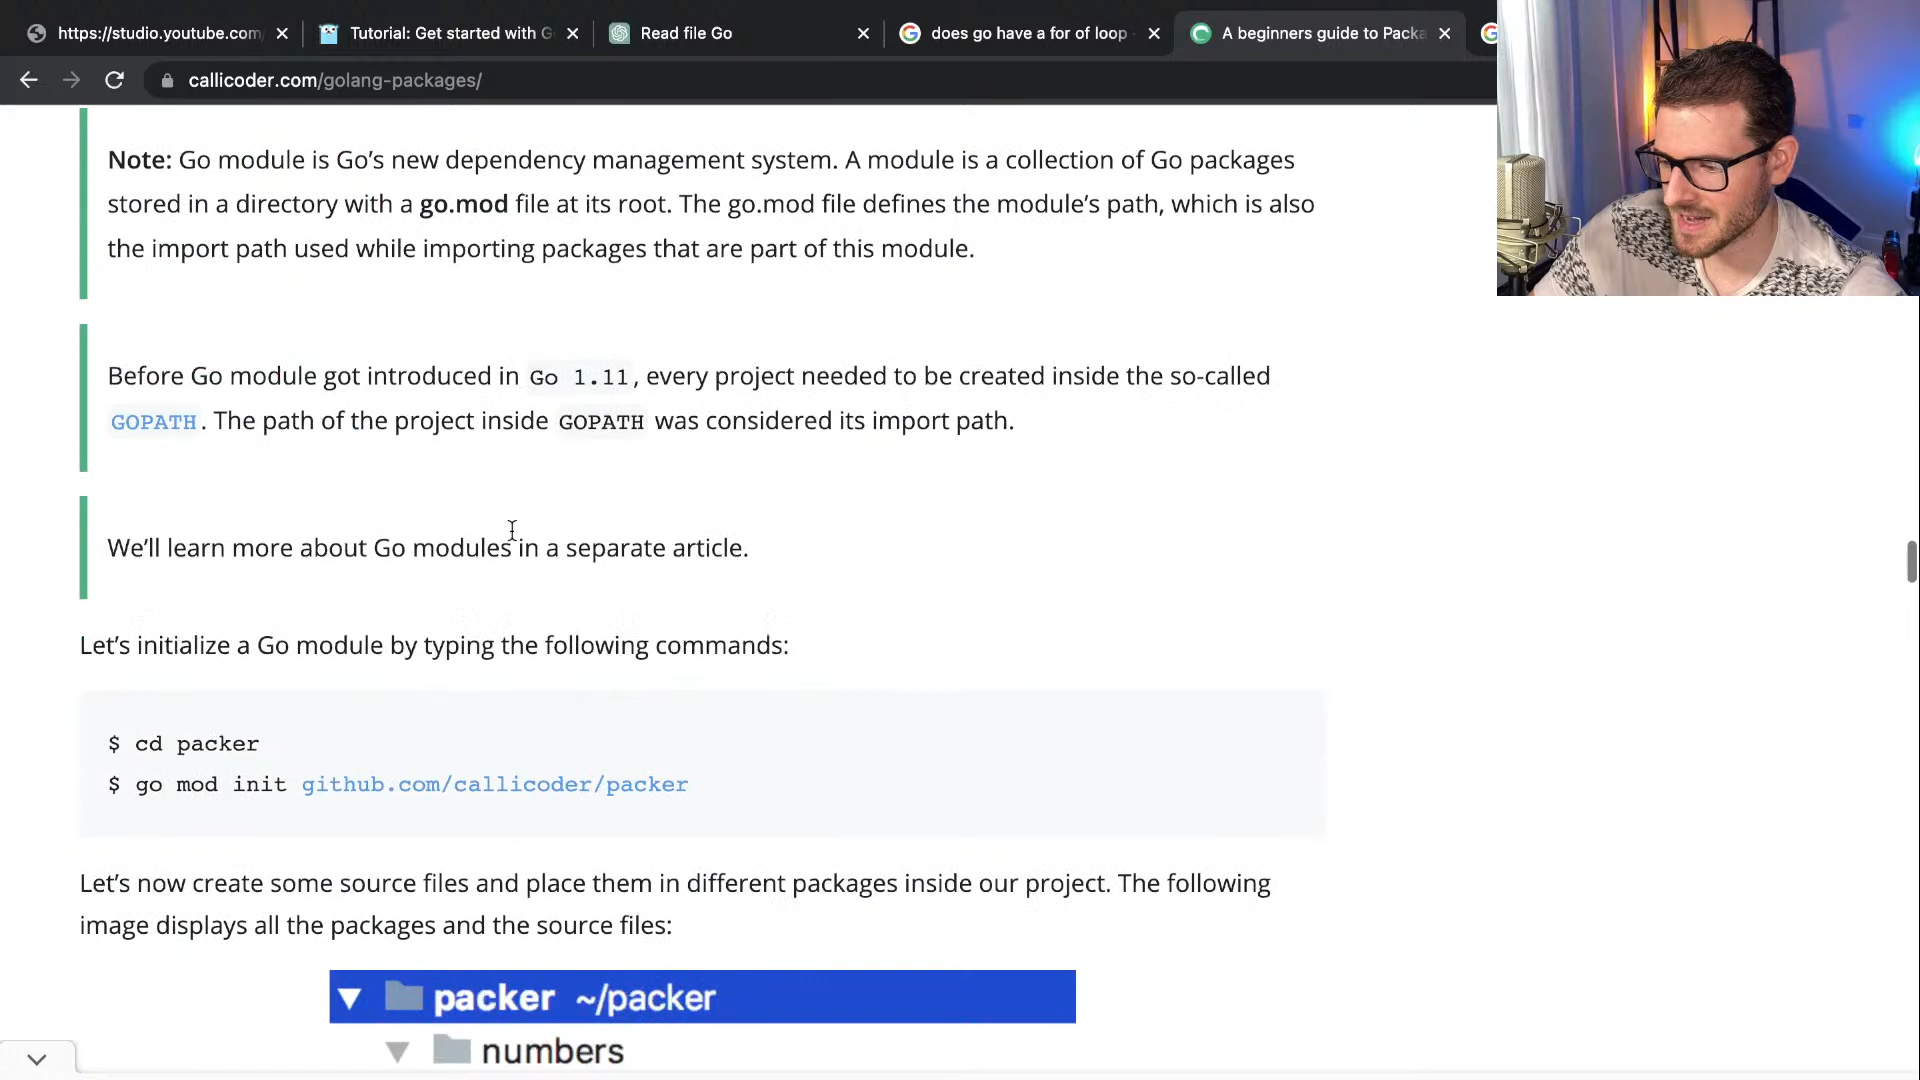 https://studio.youtube.com/
Tutorial: Get started with G
Read file Go
does go have a for of loop
A beginners guide to Packa
callicoder.com/golang-packages/
Note: Go module is Go’s new dependency management system. A module is a collection of Go packages
stored in a directory with a go.mod file at its root. The go.mod file defines the module’s path, which is also
the import path used while importing packages that are part of this module.
Before Go module got introduced in Go 1.11, every project needed to be created inside the so-called
GOPATH. The path of the project inside GOPATH was considered its import path.
We’ll learn more about Go modules in a separate article.
Let’s initialize a Go module by typing the following commands:
$ cd packer
$ go mod init github.com/callicoder/packer
Let’s now create some source files and place them in different packages inside our project. The following
image displays all the packages and the source files:
packer ~/packer
numbers